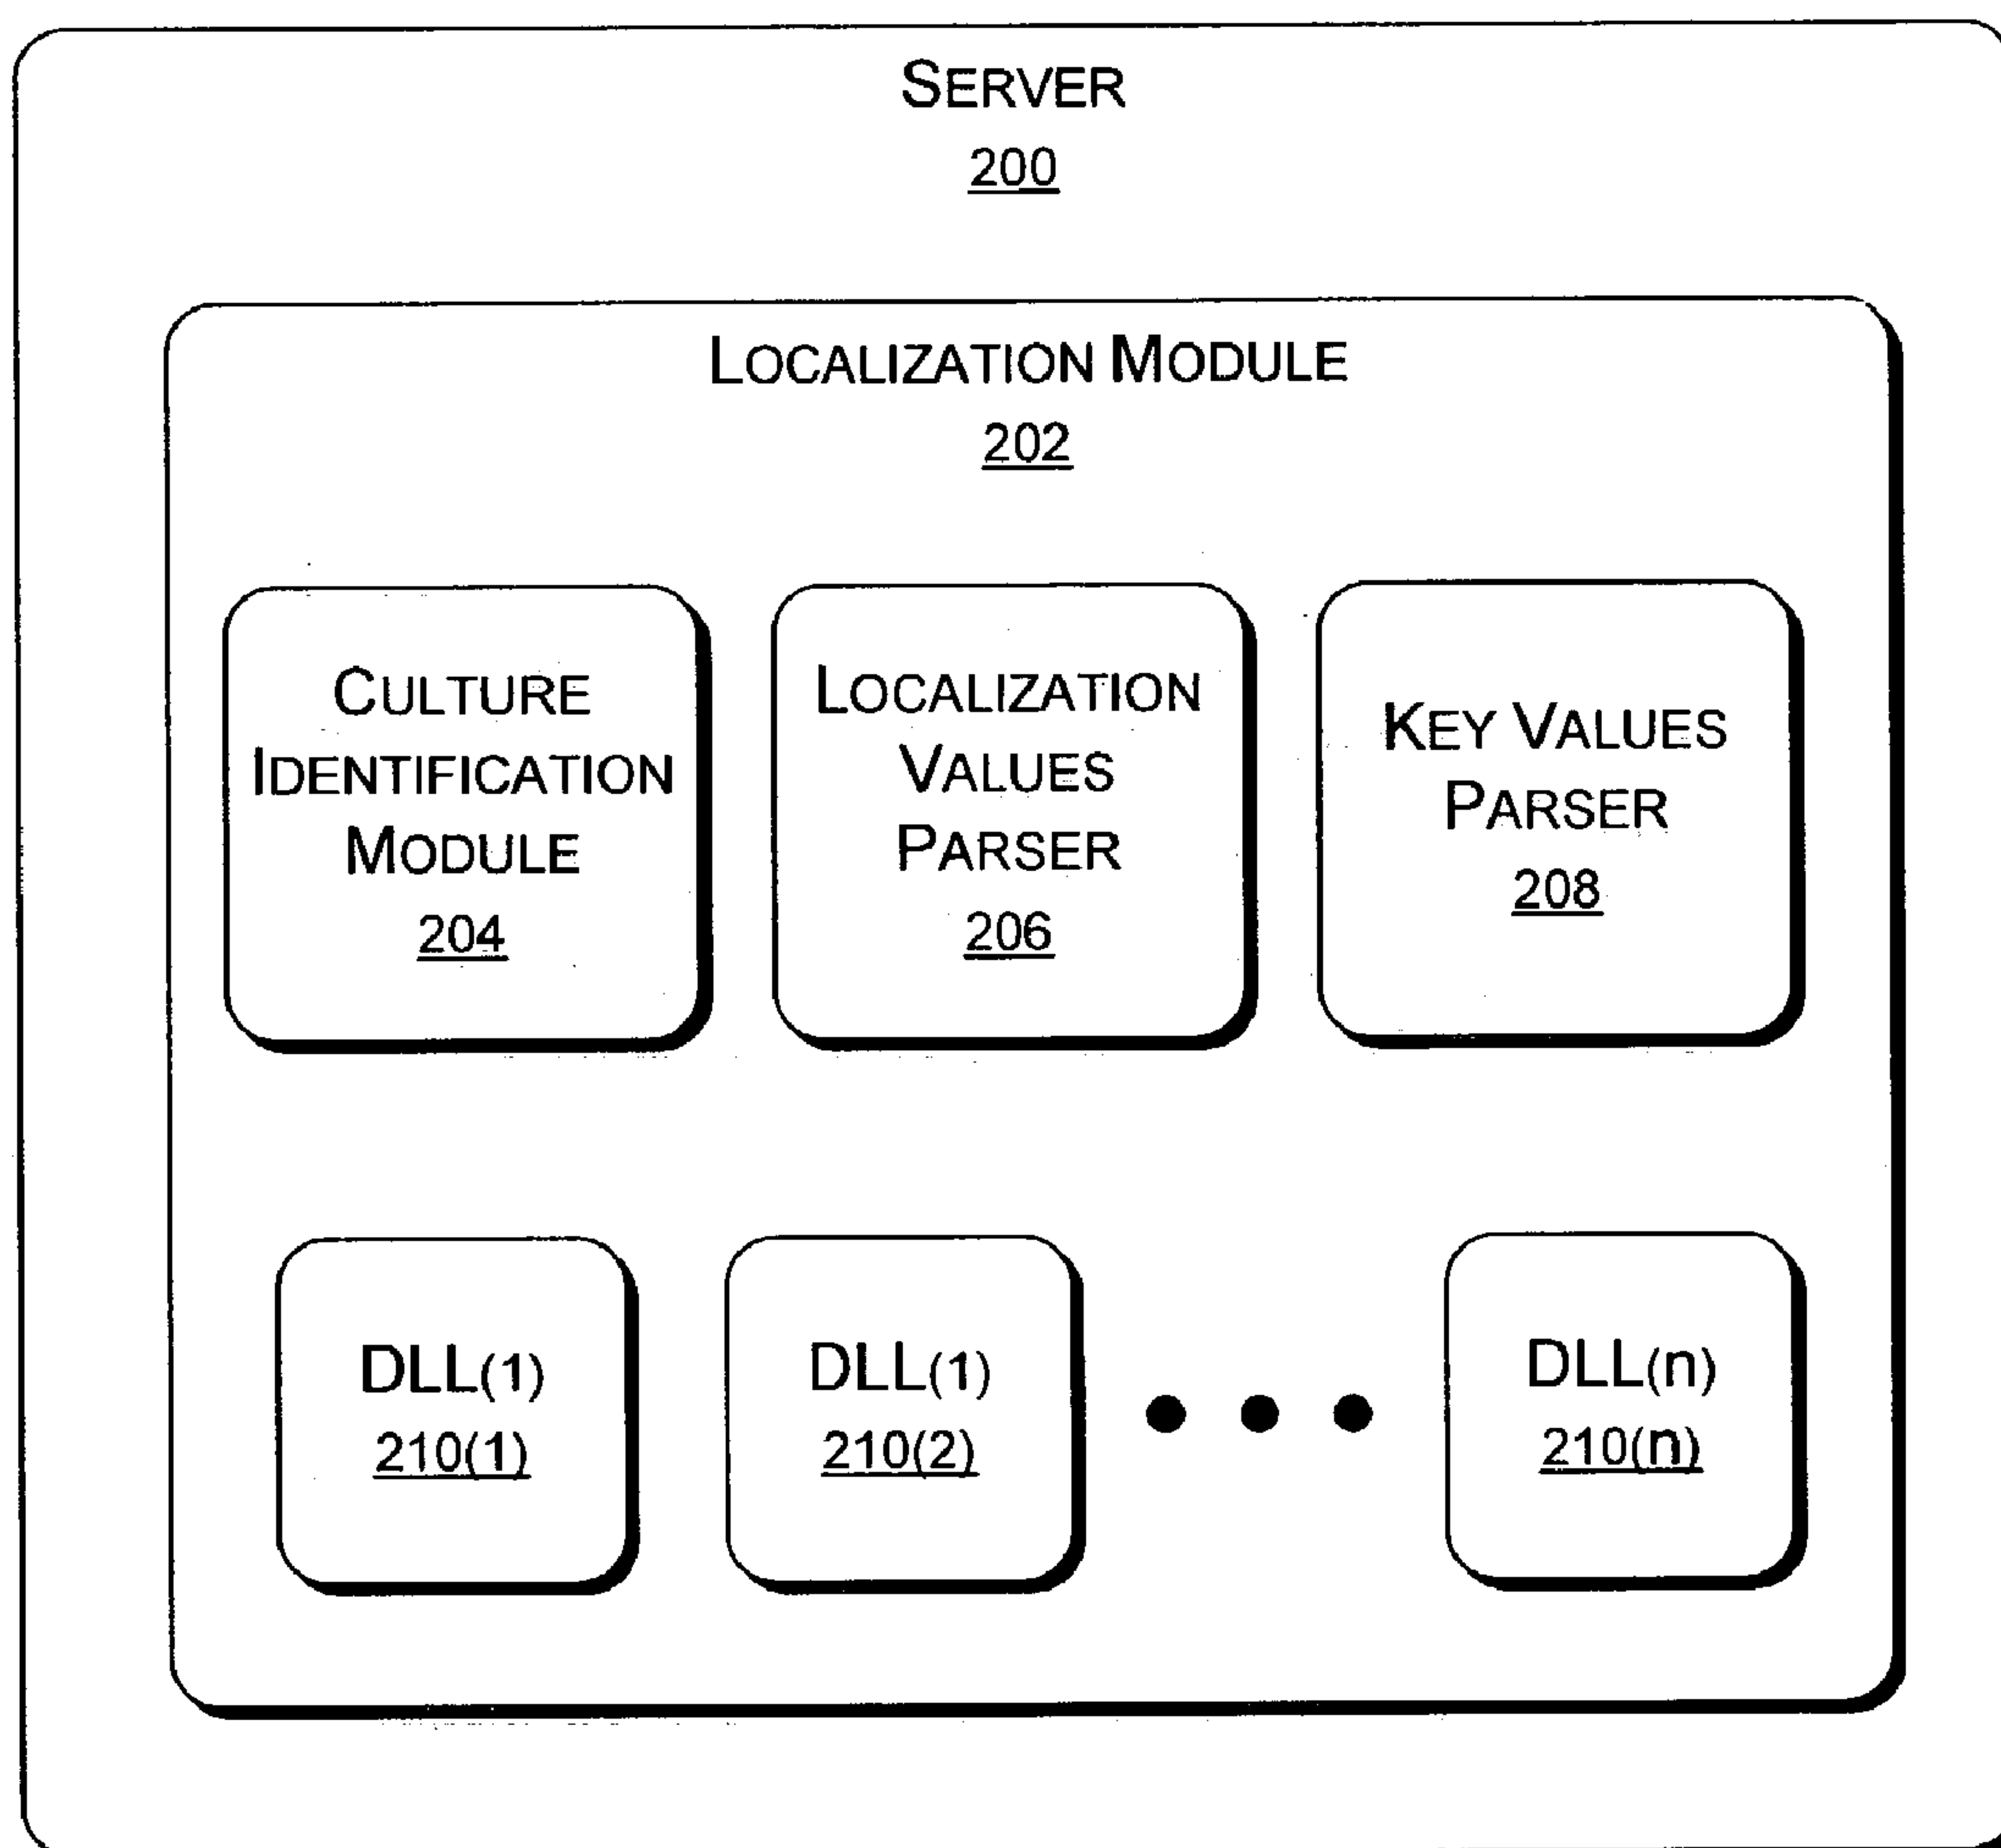 SERVER
200
LOCALIZATION MODULE
202
CULTURE
IDENTIFICATION
MODULE
204
LOCALIZATION
VALUES
PARSER
206
KEY VALUES
PARSER
208
DLL(1)
210(1)
DLL(1)
210(2)
DLL(n)
210(n)